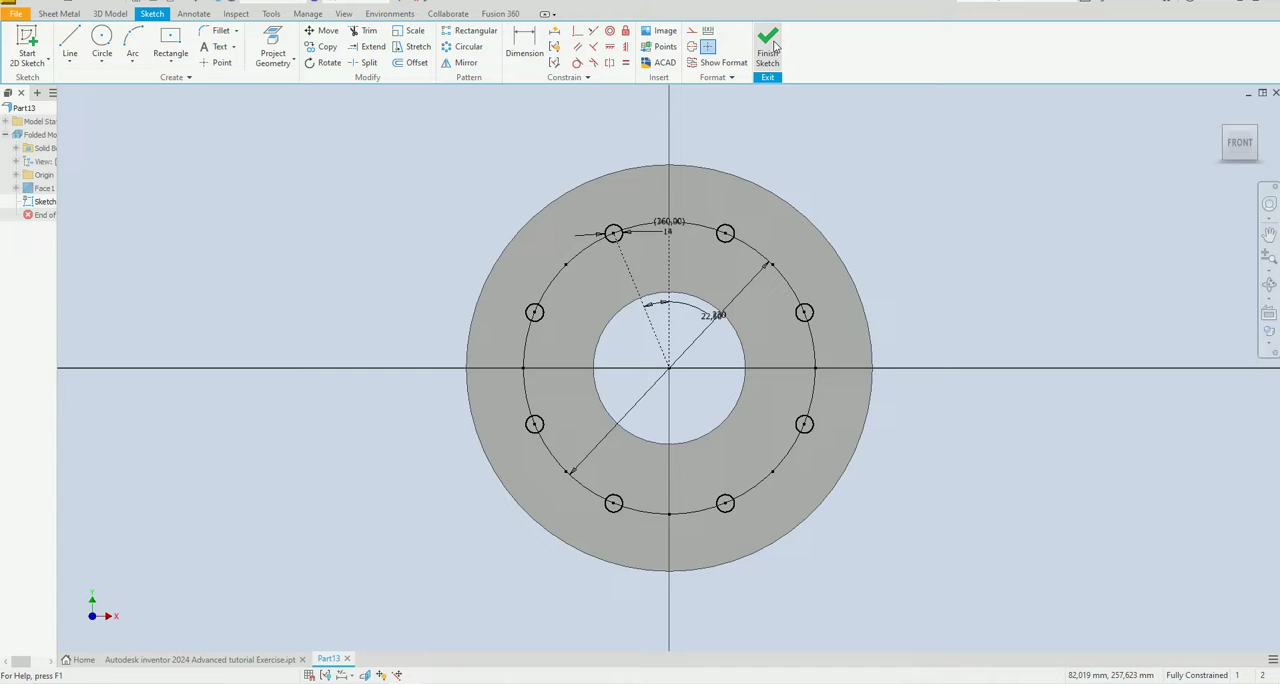 File Sheet Metal 3D Model Sketch Annotate Inspect Tools Manage View Environments Collaborate Fusion 360
Start
2D Sketch
Line
Circle
Arc
Rectangle
Fillet
Text
Point
Project
Geometry
Move
Copy
Rotate
Trim
Extend
Split
Scale
Stretch
Offset
Rectangular
Circular
Mirror
Dimension
Image
Points
ACAD
Show Format
Finish
Sketch
Sketch Create Modify Pattern Constrain Insert Format Exit
Part13
Model Sta
Folded Mo
Solid B
View: [
Origin
Face1
Sketch
End of
FRONT
(360,00)
14
Y
X
Home Autodesk inventor 2024 Advanced tutorial Exercise.ipt Part13
For Help, press F1
82,019 mm, 257,623 mm Fully Constrained 1 2